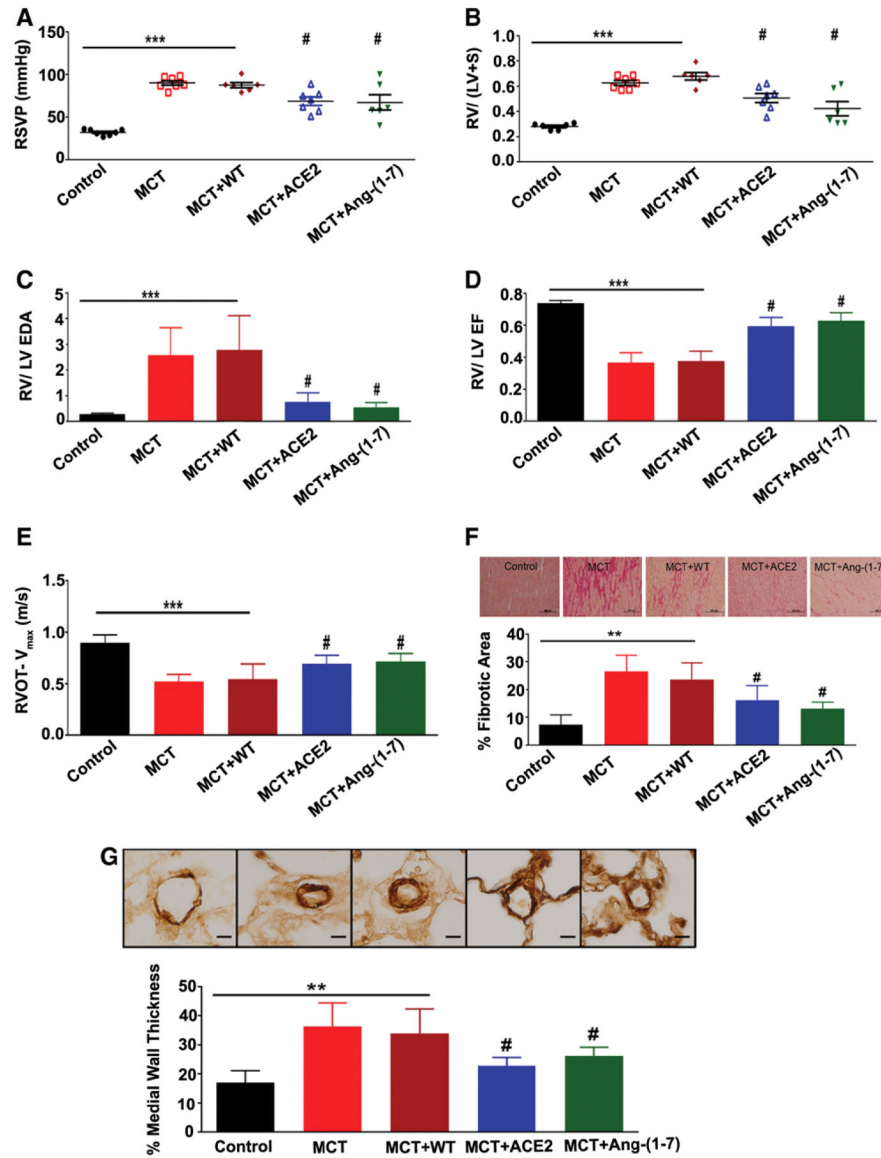 A
***
#
#
RSVP (mmHg)
150
100
50
0
Control
MCT
MCT+WT
MCT+ACE2
MCT+Ang-(1-7)
B
***
#
#
RV/ (LV+S)
1.0
0.8
0.6
0.4
0.2
0.0
Control
MCT
MCT+WT
MCT+ACE2
MCT+Ang-(1-7)
C
***
#
#
RV/ LV EDA
5
4
3
2
1
0
Control
MCT
MCT+WT
MCT+ACE2
MCT+Ang-(1-7)
D
***
#
#
RV/ LV EF
0.8
0.6
0.4
0.2
0.0
Control
MCT
MCT+WT
MCT+ACE2
MCT+Ang-(1-7)
E
***
#
#
RVOT- Vmax (m/s)
1.5
1.0
0.5
0.0
Control
MCT
MCT+WT
MCT+ACE2
MCT+Ang-(1-7)
F
Control
MCT
MCT+WT
MCT+ACE2
MCT+Ang-(1-7
**
#
#
% Fibrotic Area
40
30
20
10
0
Control
MCT
MCT+WT
MCT+ACE2
MCT+Ang-(1-7)
G
**
#
#
% Medial Wall Thickness
50
40
30
20
10
0
Control
MCT
MCT+WT
MCT+ACE2
MCT+Ang-(1-7)